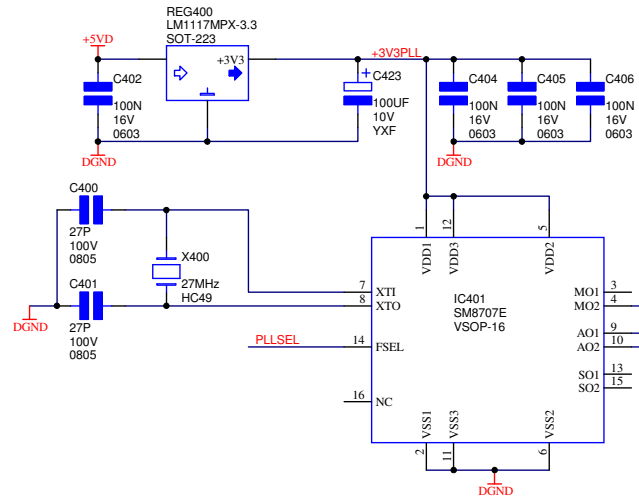 REG400
LM1117MPX-3.3
SOT-223
+5VD
+3V3
+3V3PLL
C402
100N
16V
0603
+
C423
100UF
10V
YXF
C404
100N
16V
0603
C405
100N
16V
0603
C406
100N
16V
0603
DGND
DGND
C400
27P
100V
0805
X400
27MHz
HC49
C401
27P
100V
0805
DGND
1
12
5
VDD1
VDD3
VDD2
7
XTI
8
XTO
PLLSEL
14
FSEL
16
NC
IC401
SM8707E
VSOP-16
MO1
3
MO2
4
AO1
9
AO2
10
SO1
13
SO2
15
VSS1
VSS3
VSS2
2
11
6
DGND